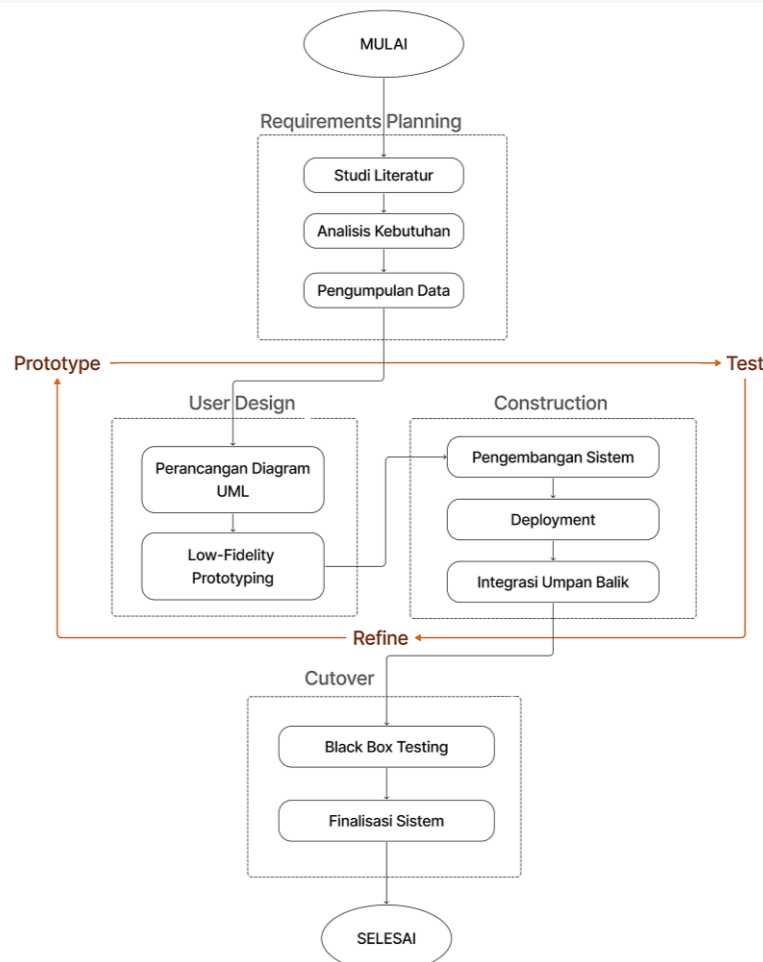 MULAI
Requirements Planning
Studi Literatur
Analisis Kebutuhan
Pengumpulan Data
Prototype
Test
User Design
Perancangan Diagram
UML
Low-Fidelity
Prototyping
Construction
Pengembangan Sistem
Deployment
Integrasi Umpan Balik
Refine
Cutover
Black Box Testing
Finalisasi Sistem
SELESAI